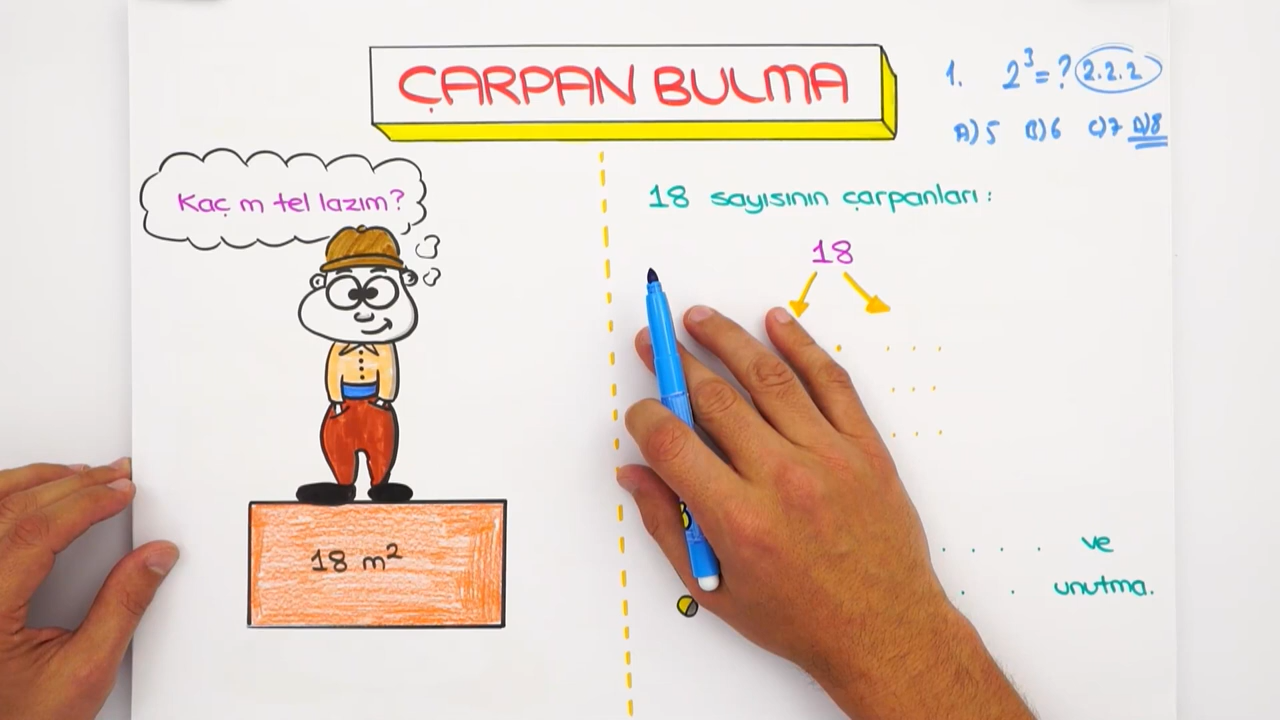 ÇARPAN BULMA
1. 2³=? 2.2.2
A)5 B)6 C)7 D)8
Kaç m tel lazım?
18 sayısının çarpanları:
18
18 m²
. . . . ve
. . unutma.